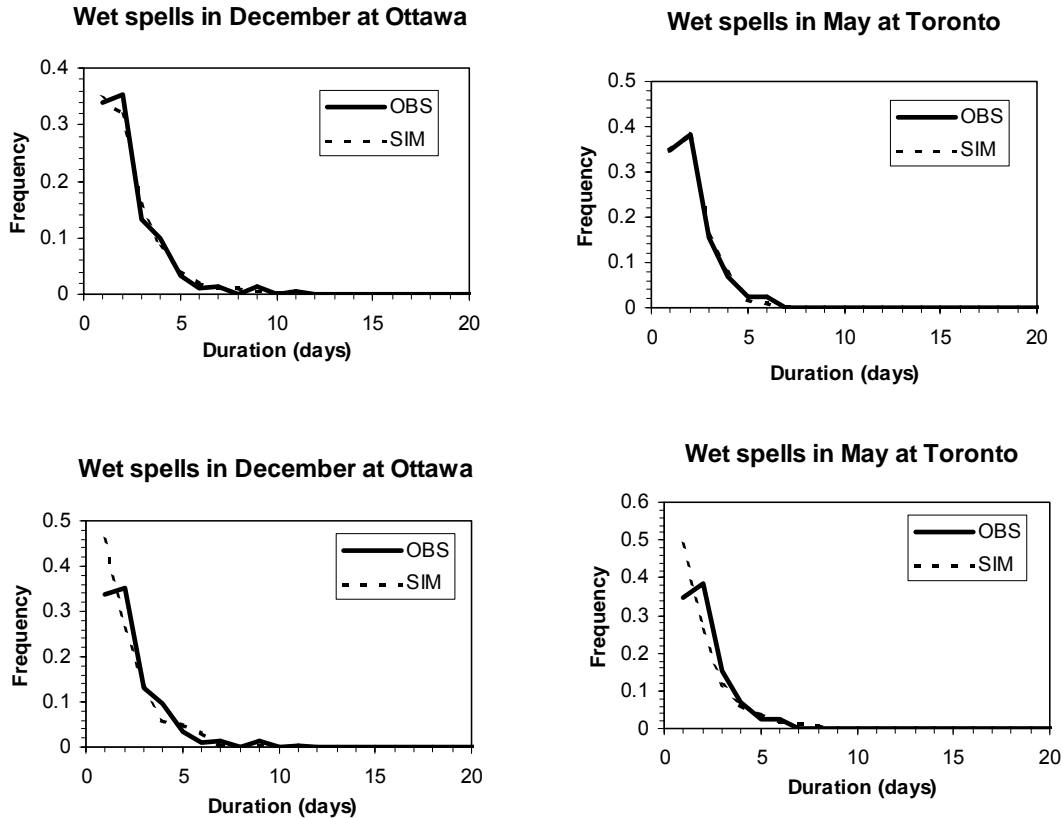 Wet spells in December at Ottawa
0.4
0.3
0.2
0.1
0
Frequency
OBS
SIM
0 5 10 15 20
Duration (days)
Wet spells in May at Toronto
0.5
0.4
0.3
0.2
0.1
0
Frequency
OBS
SIM
0 5 10 15 20
Duration (days)
Wet spells in December at Ottawa
0.5
0.4
0.3
0.2
0.1
0
Frequency
OBS
SIM
0 5 10 15 20
Duration (days)
Wet spells in May at Toronto
0.6
0.5
0.4
0.3
0.2
0.1
0
Frequency
OBS
SIM
0 5 10 15 20
Duration (days)